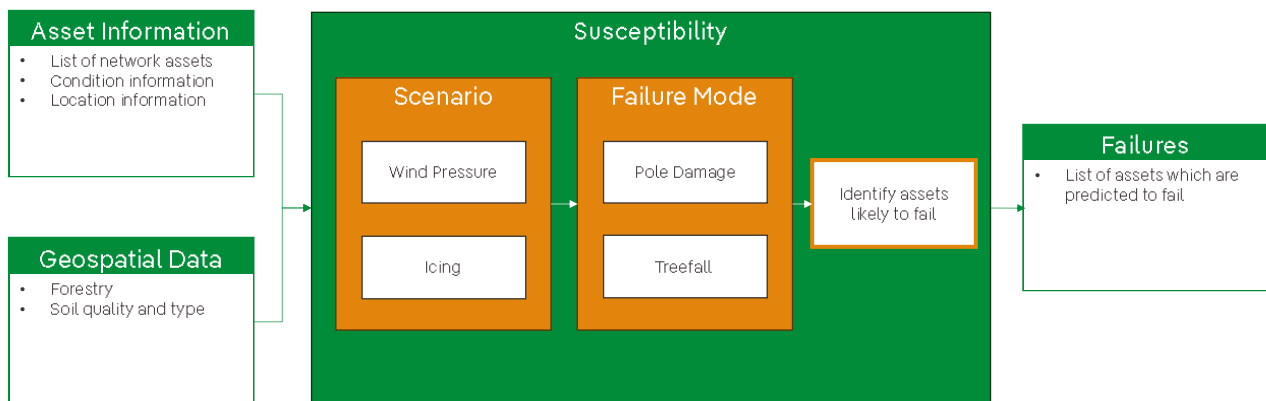 Asset Information
• List of network assets
• Condition information
• Location information
Geospatial Data
• Forestry
• Soil quality and type
Susceptibility
Scenario
Wind Pressure
Icing
Failure Mode
Pole Damage
Treefall
Identify assets
likely to fail
Failures
• List of assets which are
predicted to fail